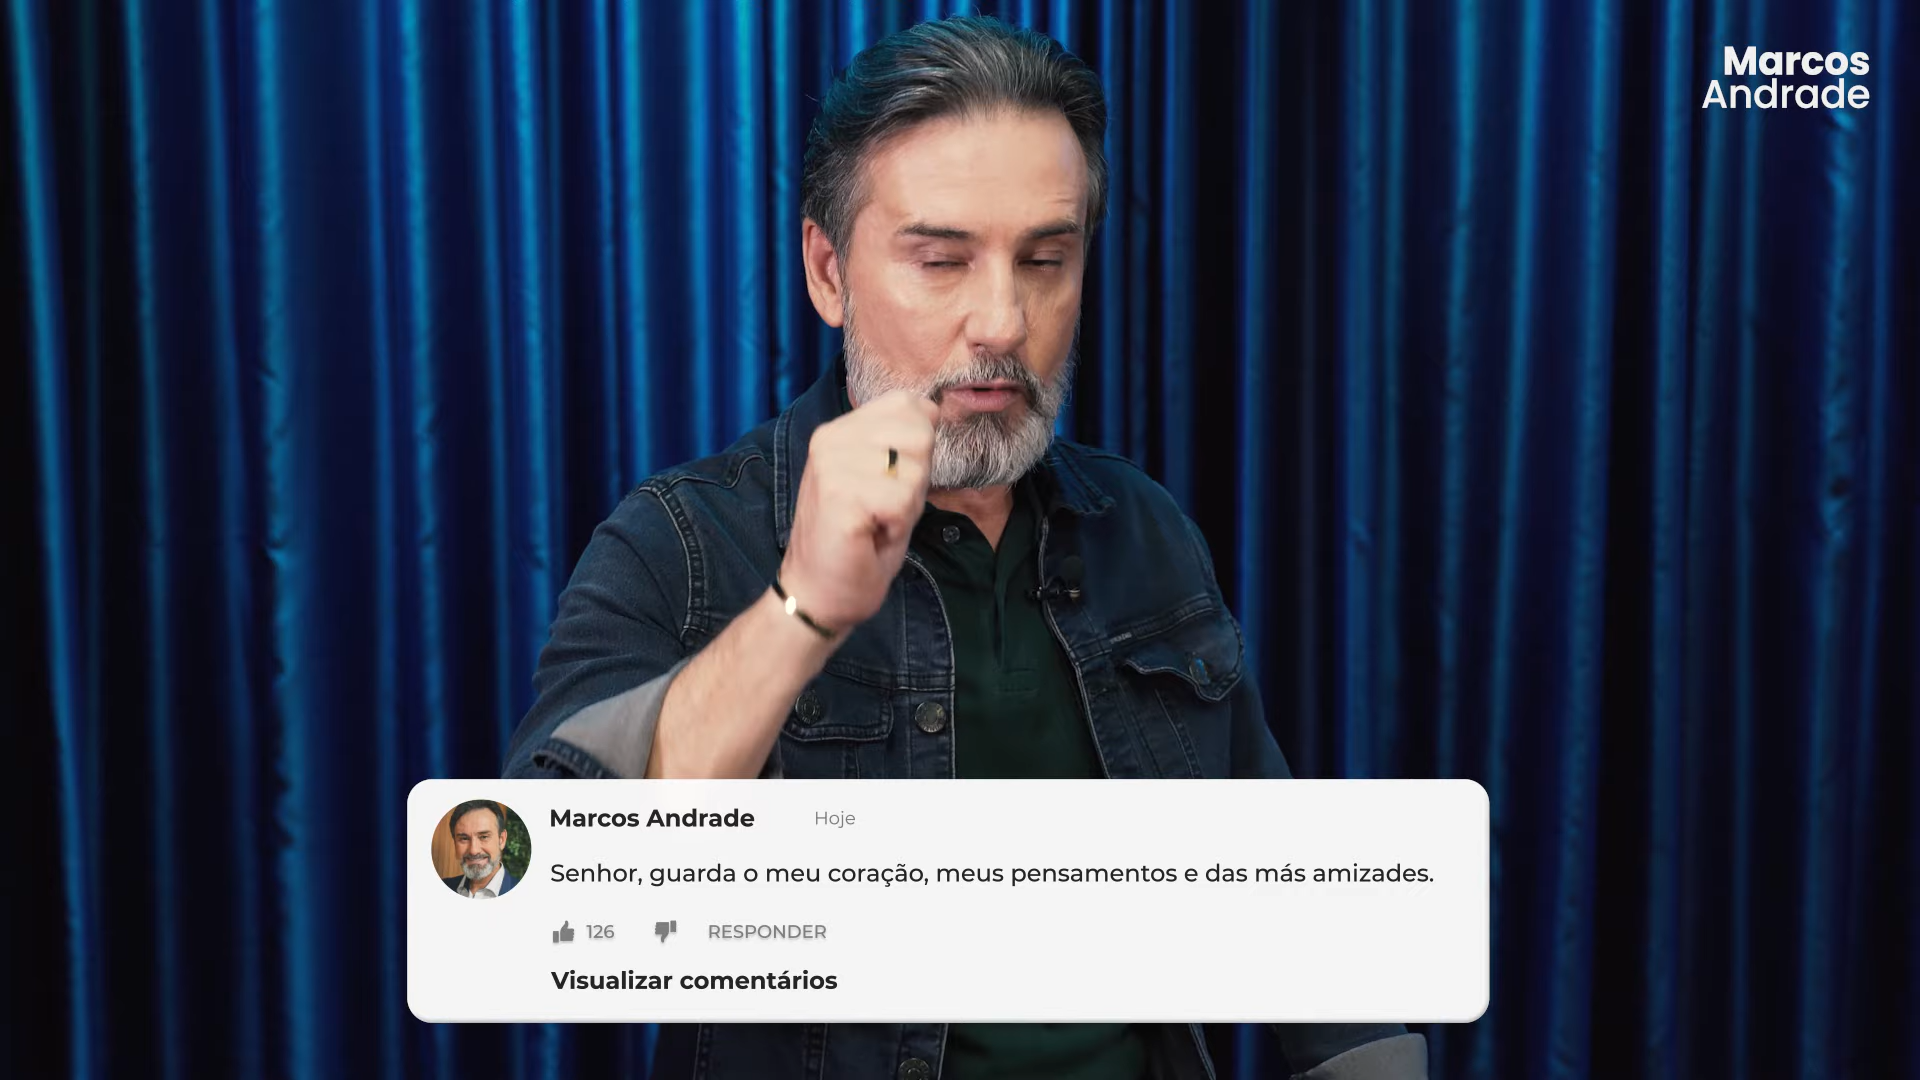 Marcos
Andrade
Marcos Andrade Hoje
Senhor, guarda o meu coração, meus pensamentos e das más amizades.
126 RESPONDER
Visualizar comentários